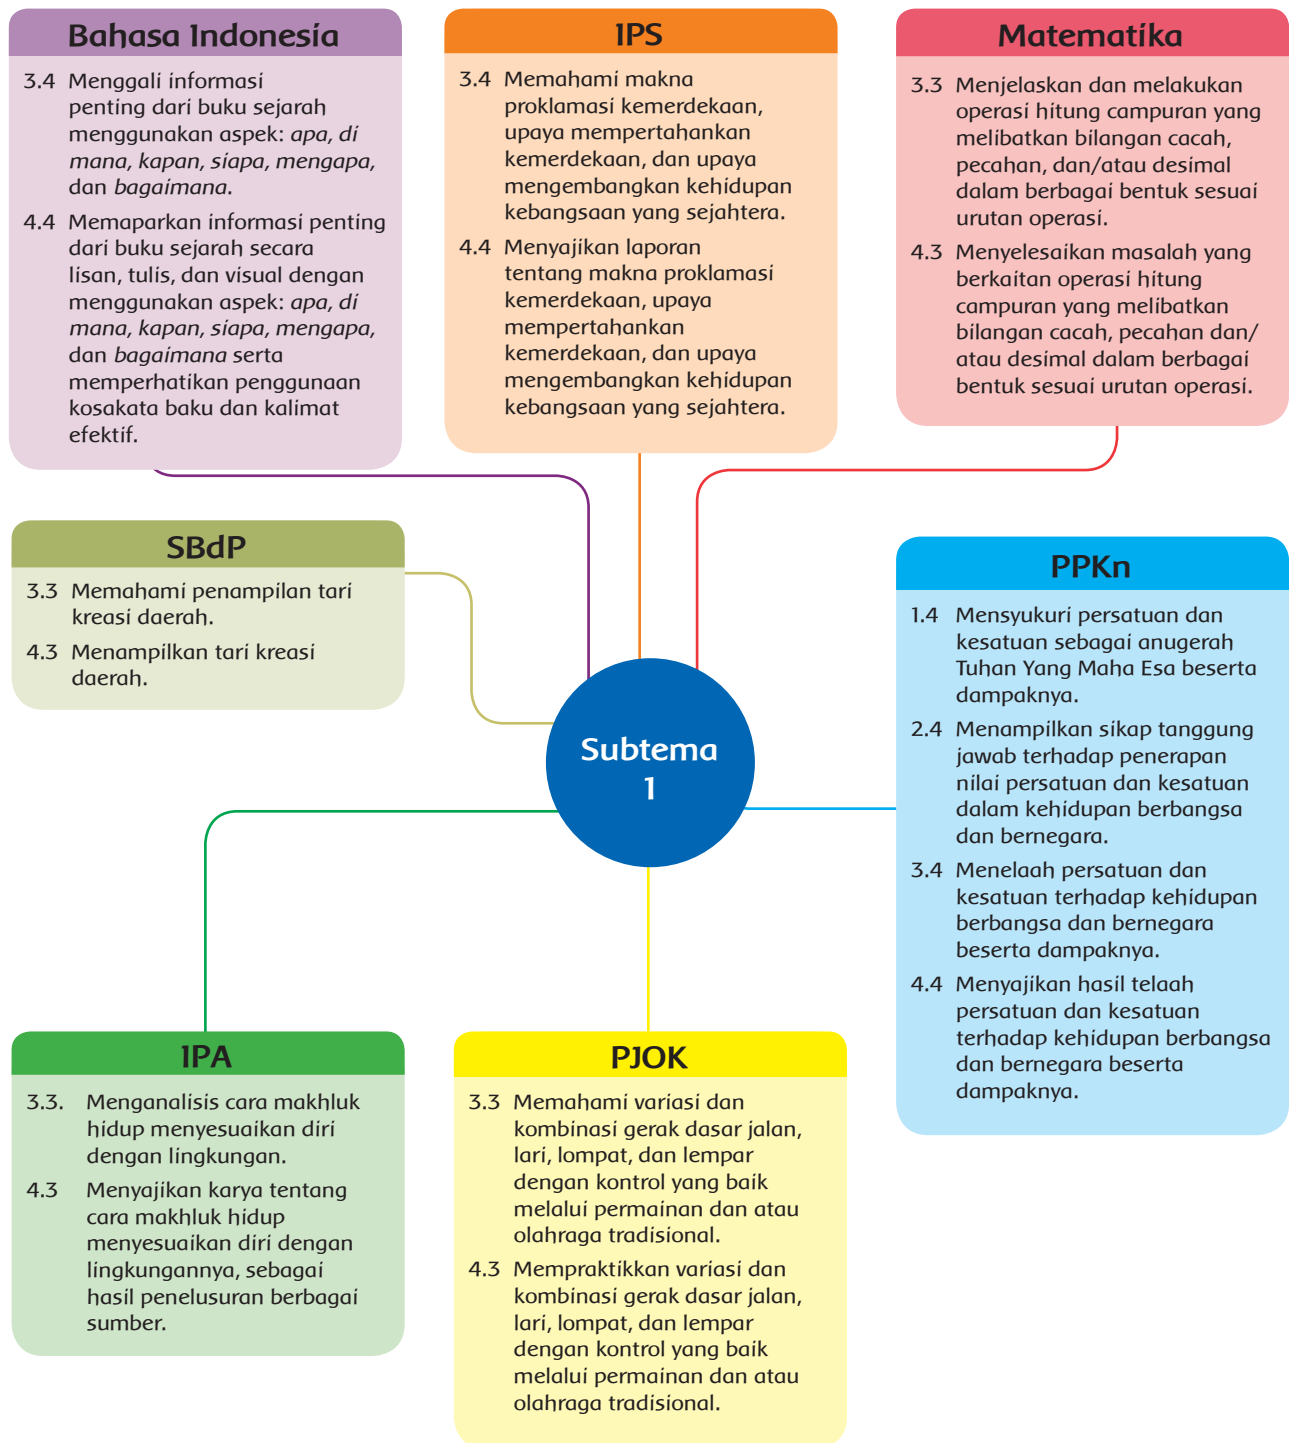 Bahasa Indonesia
3.4 Menggali informasi
penting dari buku sejarah
menggunakan aspek: apa, di
mana, kapan, siapa, mengapa,
dan bagaimana.
4.4 Memaparkan informasi penting
dari buku sejarah secara
lisan, tulis, dan visual dengan
menggunakan aspek: apa, di
mana, kapan, siapa, mengapa,
dan bagaimana serta
memperhatikan penggunaan
kosakata baku dan kalimat
efektif.
IPS
3.4 Memahami makna
proklamasi kemerdekaan,
upaya mempertahankan
kemerdekaan, dan upaya
mengembangkan kehidupan
kebangsaan yang sejahtera.
4.4 Menyajikan laporan
tentang makna proklamasi
kemerdekaan, upaya
mempertahankan
kemerdekaan, dan upaya
mengembangkan kehidupan
kebangsaan yang sejahtera.
Matematika
3.3 Menjelaskan dan melakukan
operasi hitung campuran yang
melibatkan bilangan cacah,
pecahan, dan/atau desimal
dalam berbagai bentuk sesuai
urutan operasi.
4.3 Menyelesaikan masalah yang
berkaitan operasi hitung
campuran yang melibatkan
bilangan cacah, pecahan dan/
atau desimal dalam berbagai
bentuk sesuai urutan operasi.
SBdP
3.3 Memahami penampilan tari
kreasi daerah.
4.3 Menampilkan tari kreasi
daerah.
Subtema
1
PPKn
1.4 Mensyukuri persatuan dan
kesatuan sebagai anugerah
Tuhan Yang Maha Esa beserta
dampaknya.
2.4 Menampilkan sikap tanggung
jawab terhadap penerapan
nilai persatuan dan kesatuan
dalam kehidupan berbangsa
dan bernegara.
3.4 Menelaah persatuan dan
kesatuan terhadap kehidupan
berbangsa dan bernegara
beserta dampaknya.
4.4 Menyajikan hasil telaah
persatuan dan kesatuan
terhadap kehidupan berbangsa
dan bernegara beserta
dampaknya.
IPA
3.3. Menganalisis cara makhluk
hidup menyesuaikan diri
dengan lingkungan.
4.3 Menyajikan karya tentang
cara makhluk hidup
menyesuaikan diri dengan
lingkungannya, sebagai
hasil penelusuran berbagai
sumber.
PJOK
3.3 Memahami variasi dan
kombinasi gerak dasar jalan,
lari, lompat, dan lempar
dengan kontrol yang baik
melalui permainan dan atau
olahraga tradisional.
4.3 Mempraktikkan variasi dan
kombinasi gerak dasar jalan,
lari, lompat, dan lempar
dengan kontrol yang baik
melalui permainan dan atau
olahraga tradisional.